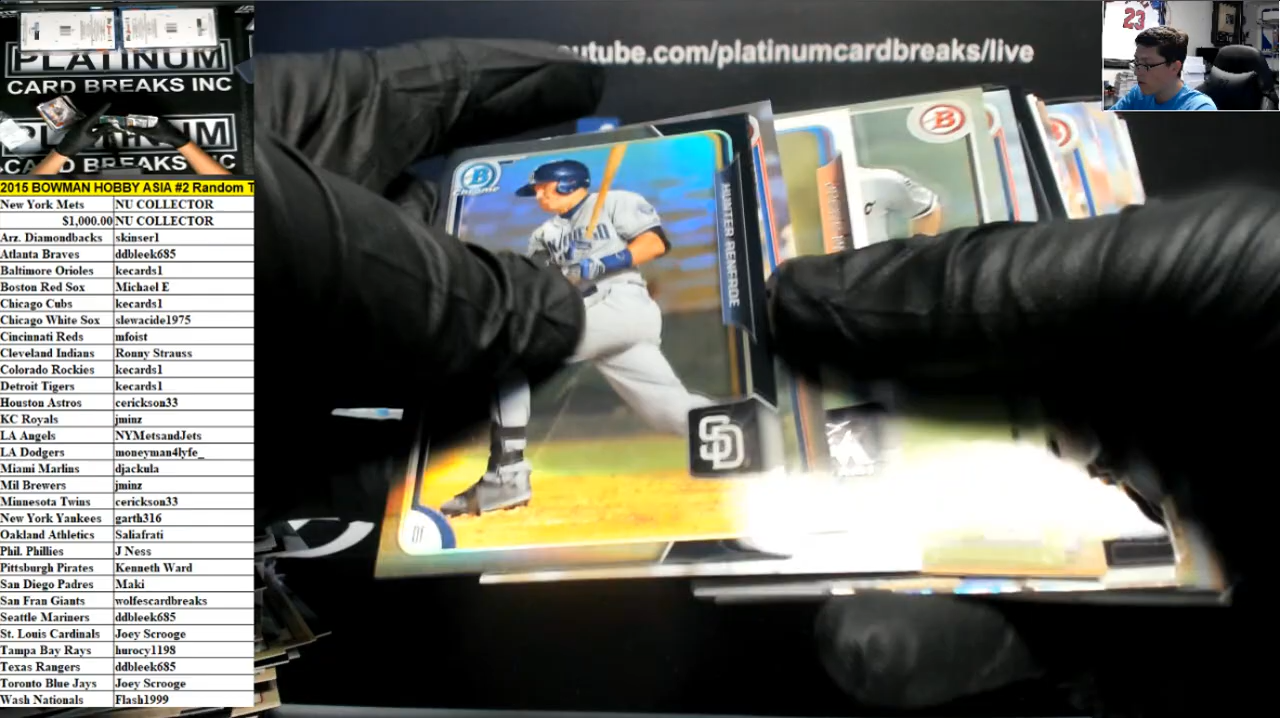 PLATINUM
CARD BREAKS INC
CARD BREAKS INC
2015 BOWMAN HOBBY ASIA #2 Random T
New York Mets NU COLLECTOR
$1,000.00 NU COLLECTOR
Arz. Diamondbacks skinser1
Atlanta Braves ddbleek685
Baltimore Orioles kecards1
Boston Red Sox Michael E
Chicago Cubs kecards1
Chicago White Sox slewacide1975
Cincinnati Reds mfoist
Cleveland Indians Ronny Strauss
Colorado Rockies kecards1
Detroit Tigers kecards1
Houston Astros cerickson33
KC Royals jminz
LA Angels NYMetsandJets
LA Dodgers moneyman4lyfe_
Miami Marlins djackula
Mil Brewers jminz
Minnesota Twins cerickson33
New York Yankees garth316
Oakland Athletics Saliafrati
Phil. Phillies J Ness
Pittsburgh Pirates Kenneth Ward
San Diego Padres Maki
San Fran Giants wolfescardbreaks
Seattle Mariners ddbleek685
St. Louis Cardinals Joey Scrooge
Tampa Bay Rays hurocy1198
Texas Rangers ddbleek685
Toronto Blue Jays Joey Scrooge
Wash Nationals Flash1999
utube.com/platinumcardbreaks/live
23
B
Chrome
HUNTER RENFROE
SD
OF
B